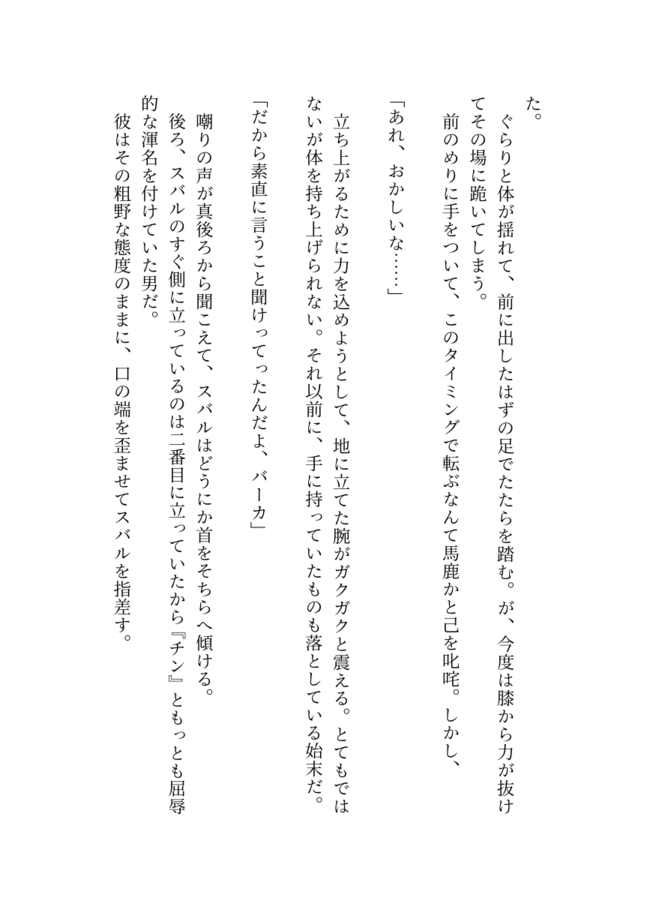 た。
　ぐらりと体が揺れて、前に出したはずの足でたたらを踏む。が、今度は膝から力が抜け
てその場に跪いてしまう。
　前のめりに手をついて、このタイミングで転ぶなんて馬鹿かと己を叱咤。しかし、
「あれ、おかしいな……」
　立ち上がるために力を込めようとして、地に立てた腕がガクガクと震える。とてもでは
ないが体を持ち上げられない。それ以前に、手に持っていたものも落としている始末だ。
「だから素直に言うこと聞けってったんだよ、バーカ」
　嘲りの声が真後ろから聞こえて、スバルはどうにか首をそちらへ傾ける。
　後ろ、スバルのすぐ側に立っているのは二番目に立っていたから『チン』ともっとも屈辱
的な渾名を付けていた男だ。
　彼はその粗野な態度のままに、口の端を歪ませてスバルを指差す。